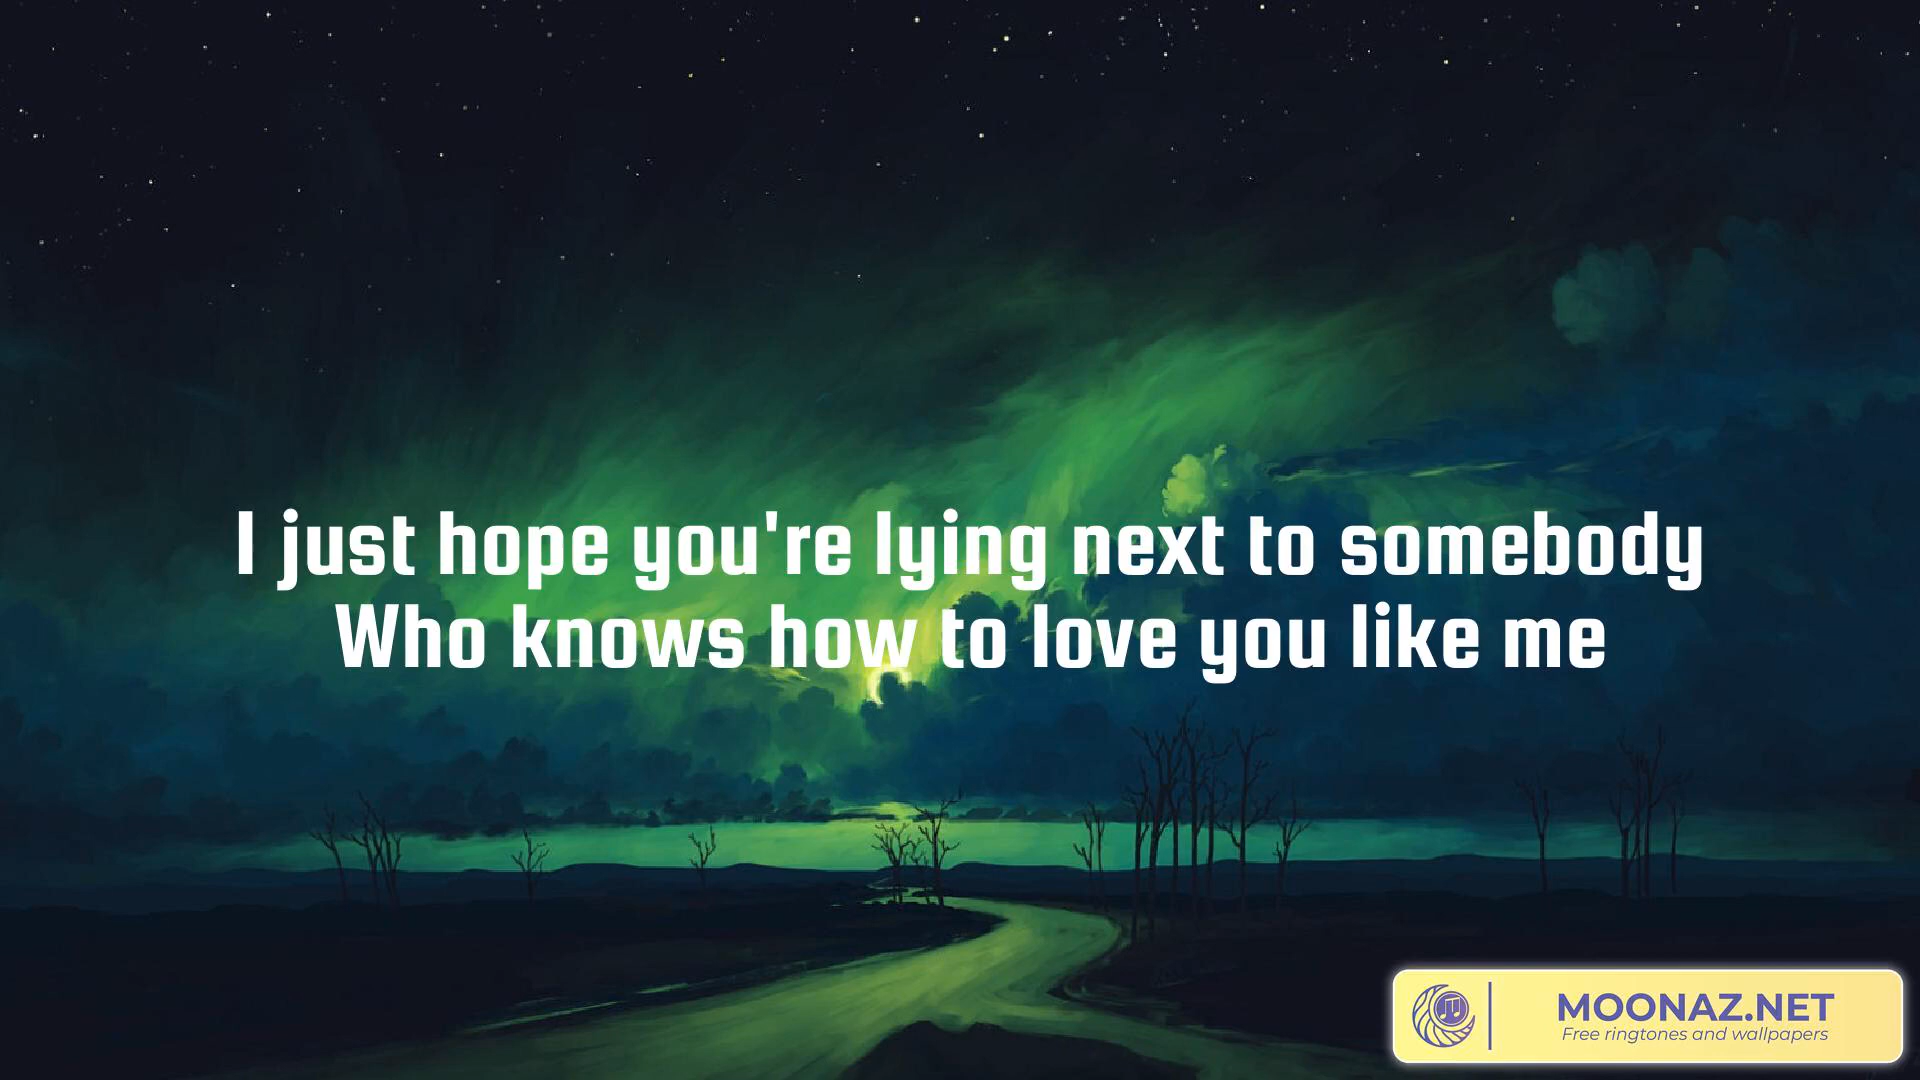 I just hope you're lying next to somebody
Who knows how to love you like me
MOONAZ.NET
Free ringtones and wallpapers